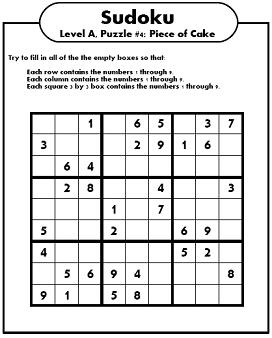 Sudoku
Level A, Puzzle #4: Piece of Cake
Try to fill in all of the the empty boxes so that:
Each row contains the numbers 1 through 9.
Each column contains the numbers 1 through 9.
Each square 3 by 3 box contains the numbers 1 through 9.
1 6 5 3 7
3 2 9 1 6
6 4
2 8 4 3
1 7
5 2 6 9
4 5 2
5 6 9 4 8
9 1 5 8